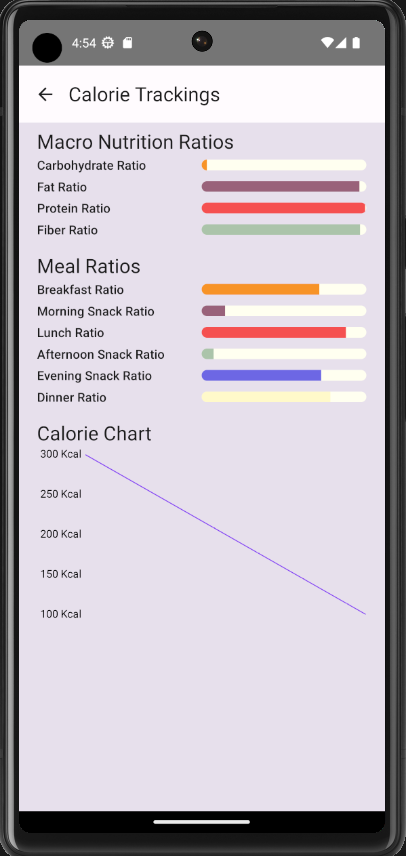 4:54
Calorie Trackings
Macro Nutrition Ratios
Carbohydrate Ratio
Fat Ratio
Protein Ratio
Fiber Ratio
Meal Ratios
Breakfast Ratio
Morning Snack Ratio
Lunch Ratio
Afternoon Snack Ratio
Evening Snack Ratio
Dinner Ratio
Calorie Chart
300 Kcal
250 Kcal
200 Kcal
150 Kcal
100 Kcal